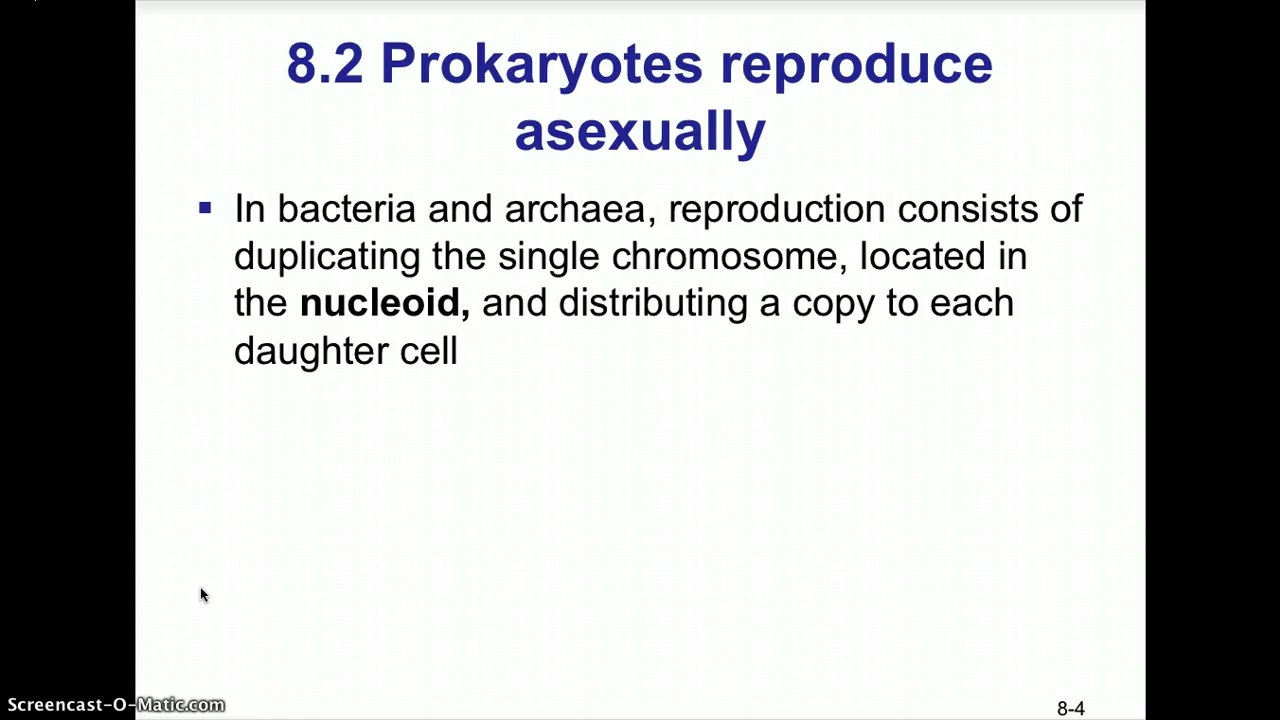 8.2 Prokaryotes reproduce
asexually
▪ In bacteria and archaea, reproduction consists of
duplicating the single chromosome, located in
the nucleoid, and distributing a copy to each
daughter cell
Screencast-O-Matic.com
8-4